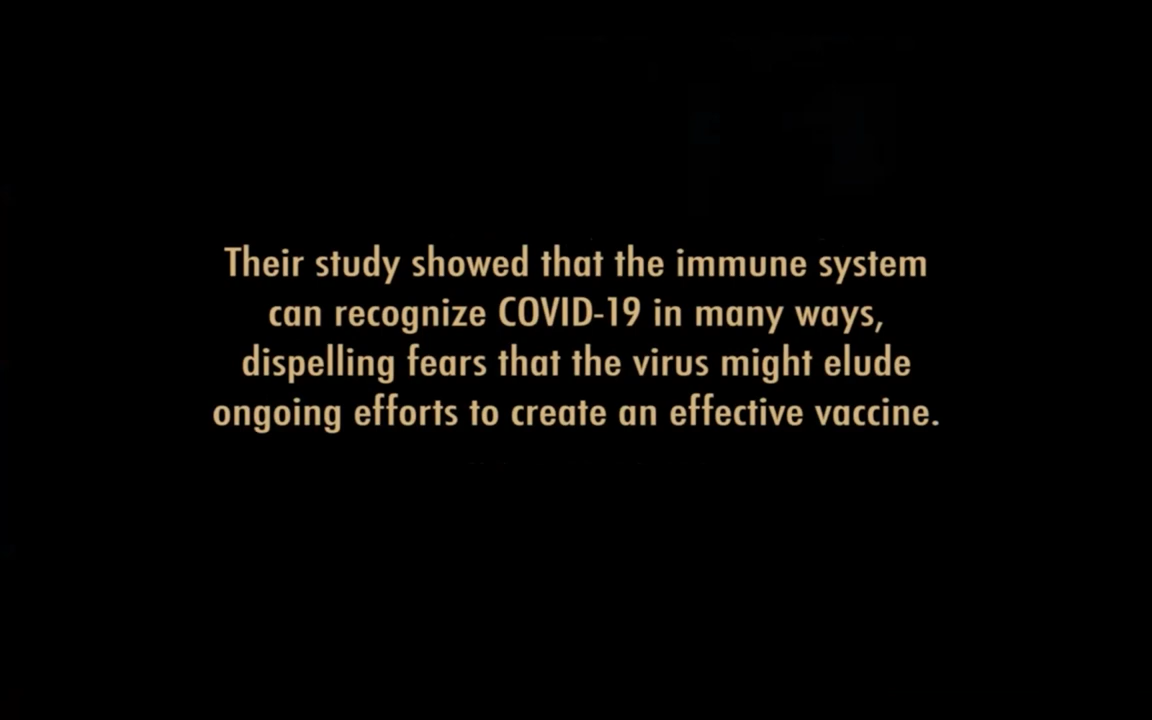 Their study showed that the immune system
can recognize COVID-19 in many ways,
dispelling fears that the virus might elude
ongoing efforts to create an effective vaccine.